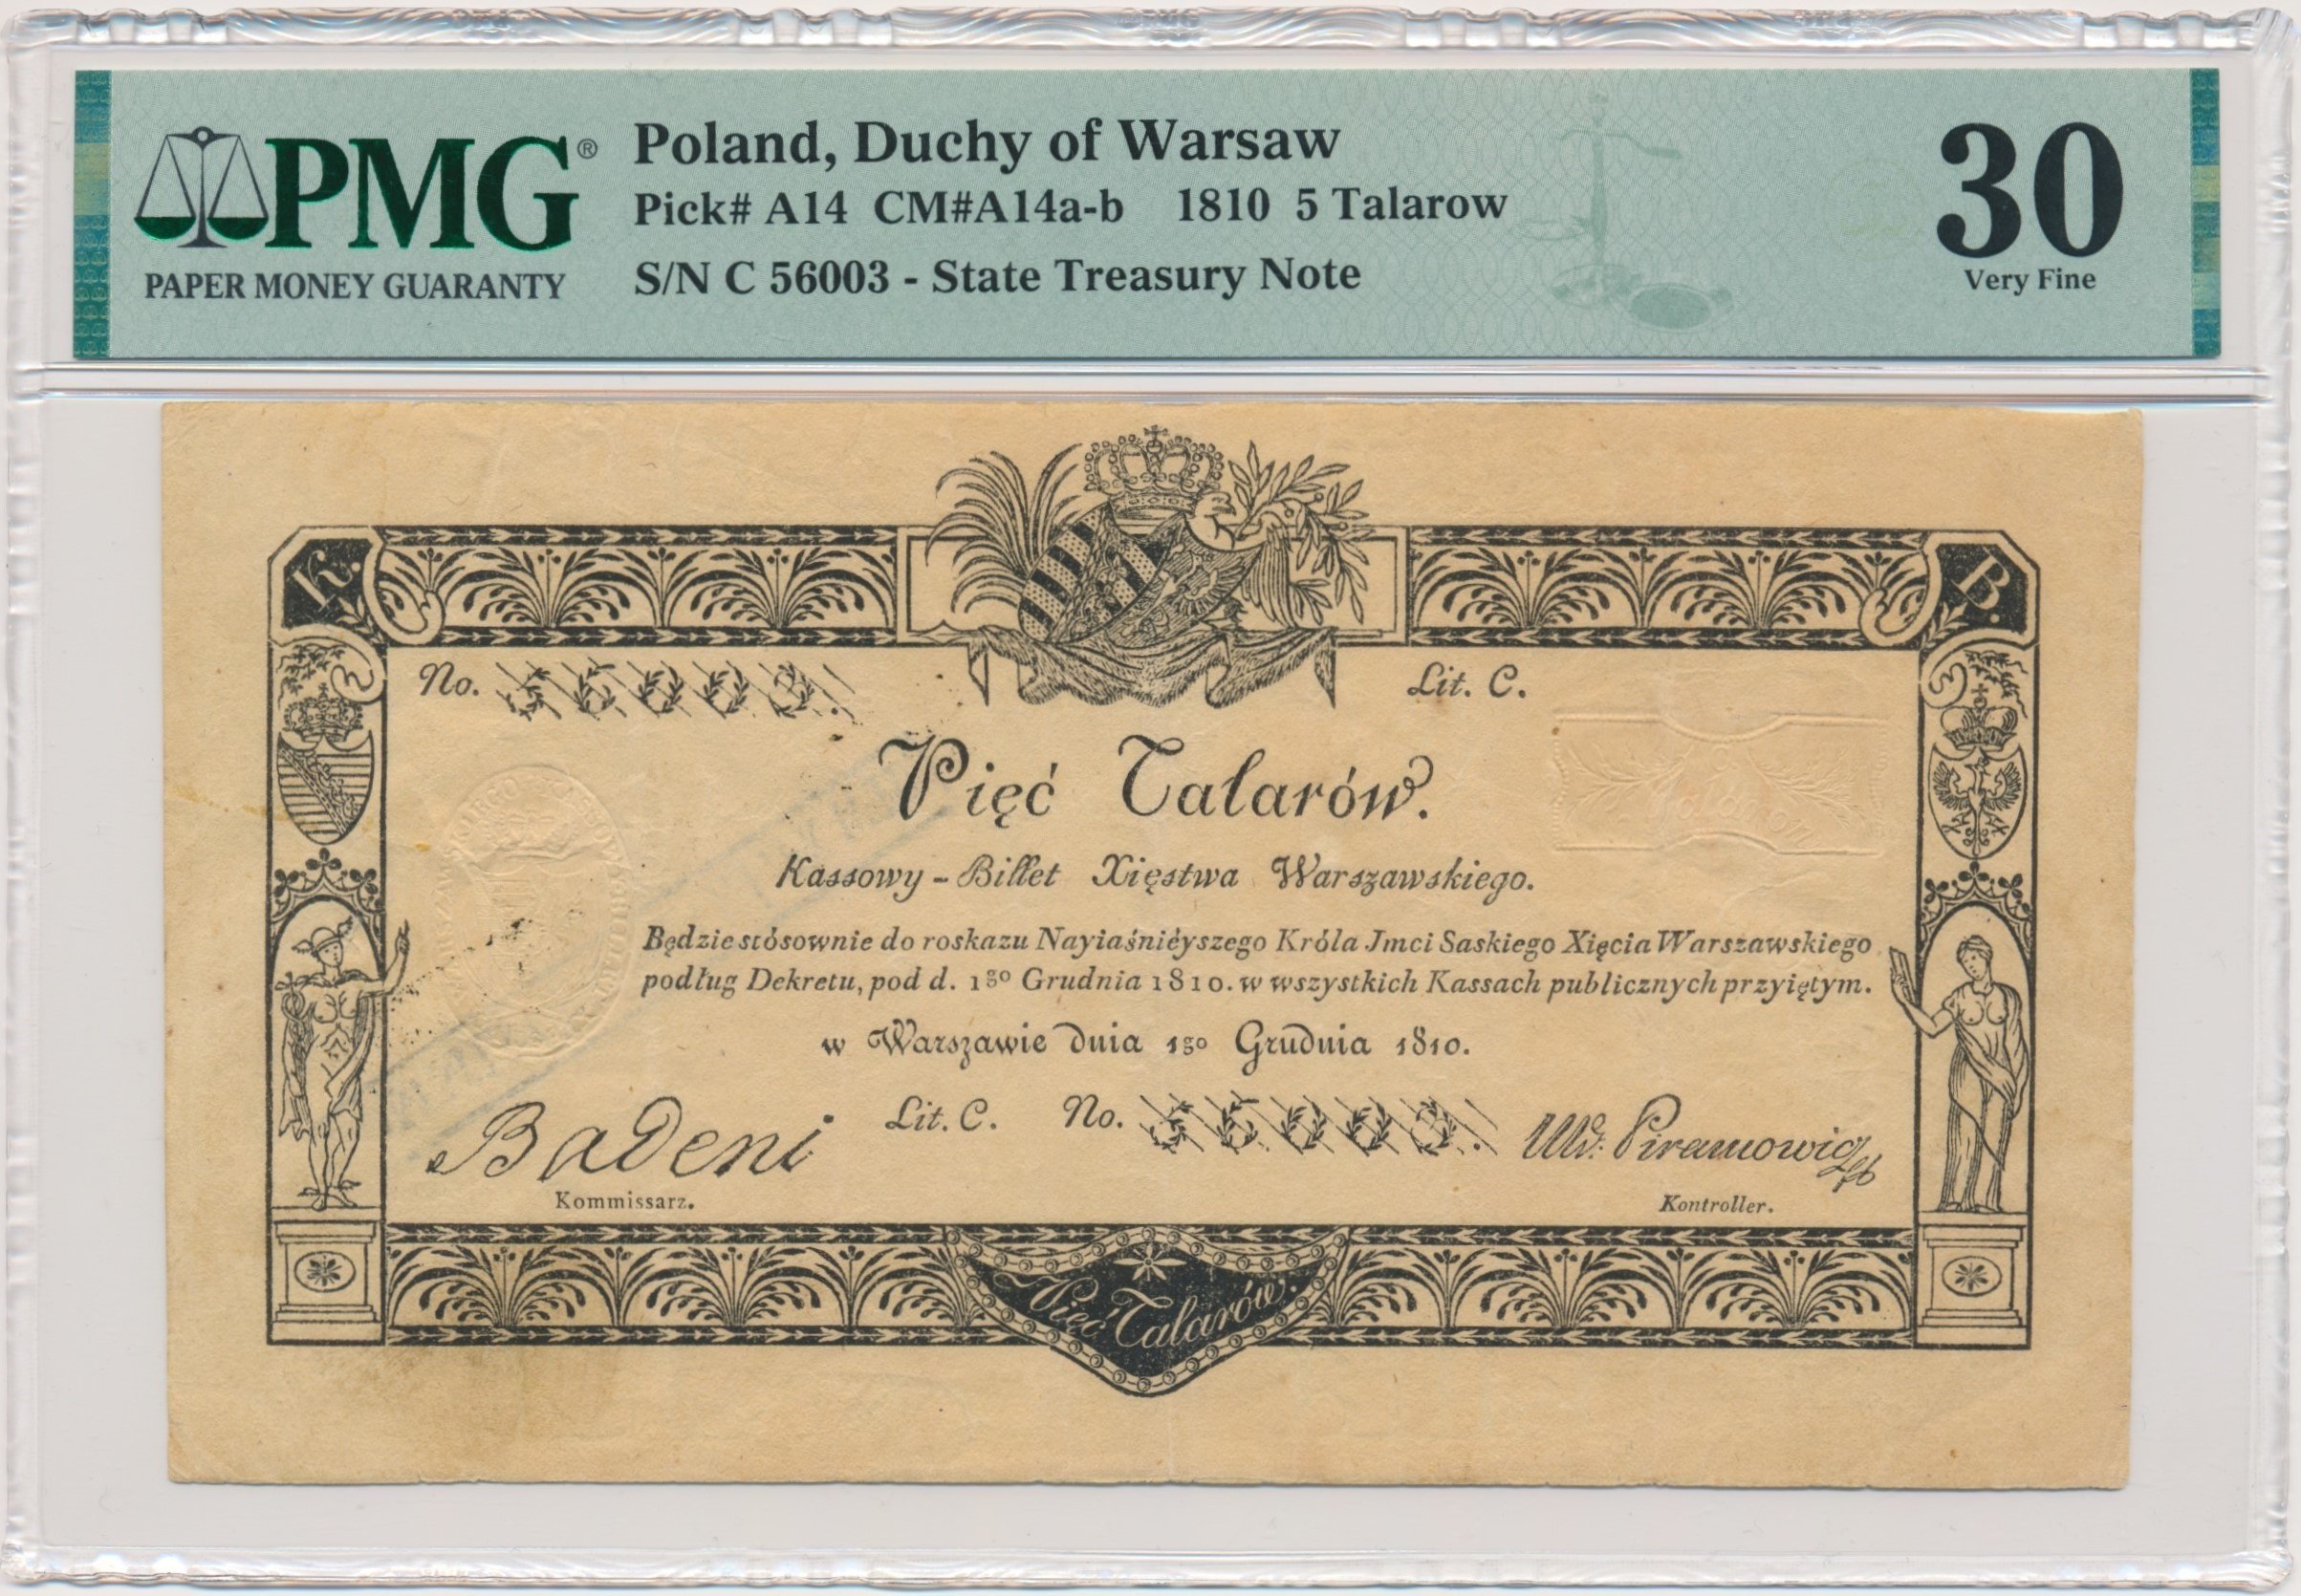 PMG®
PAPER MONEY GUARANTY
Poland, Duchy of Warsaw
Pick# A14 CM#A14a-b 1810 5 Talarow
S/N C 56003 - State Treasury Note
30
Very Fine
K.
B.
No. 56003.
Lit. C.
Pięć Talarów.
Kassowy-Billet Xięstwa Warszawskiego.
Będzie stósownie do roskazu Nayiaśnieyszego Króla Jmci Saskiego Xięcia Warszawskiego
podług Dekretu, pod d. 1go Grudnia 1810. w wszystkich Kassach publicznych przyiętym.
w Warszawie dnia 1go Grudnia 1810.
Badeni
Lit. C. No. 56003.
Piramowicz
Kommissarz.
Kontroller.
Pięć Talarów.